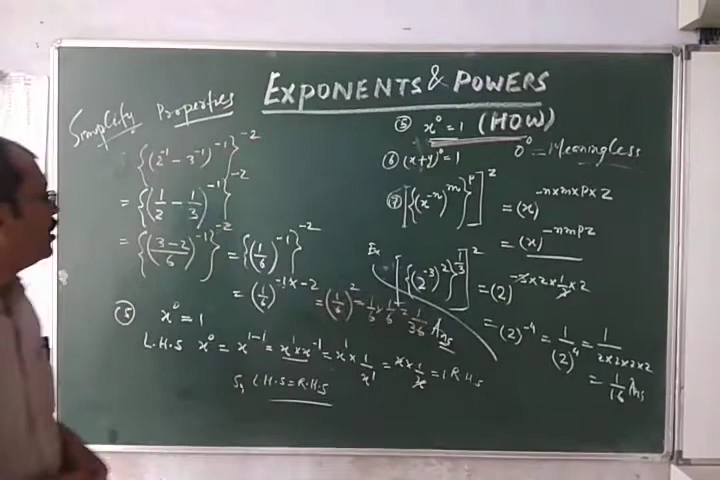 EXPONENTS & POWERS
Simplify Properties
{(2⁻¹ - 3⁻¹)⁻¹}⁻²
= {(1/2 - 1/3)⁻¹}⁻²
= {((3-2)/6)⁻¹}⁻² = {(1/6)⁻¹}⁻²
= (1/6)⁻¹ˣ⁻² = (1/6)² = 1/6 × 1/6 = 1/36 Ans
⑤ x⁰ = 1
L.H.S x⁰ = x¹⁻¹ = x¹ × x⁻¹ = x¹ × 1/x¹ = x × 1/x = 1 R.H.S
So, L.H.S = R.H.S
⑤ x⁰ = 1 (HOW)
⑥ (x+y)⁰ = 1 0⁰ = Meaningless
⑦ [{(x⁻ⁿ)ᵐ}ᵖ]ᶻ = (x)^-n×m×p×z
= (x)^-nmpz
Ex [{(2⁻³)²}^1/3]² = (2)^-3×2×1/3×2
= (2)⁻⁴ = 1/(2)⁴ = 1/2×2×2×2
= 1/16 Ans